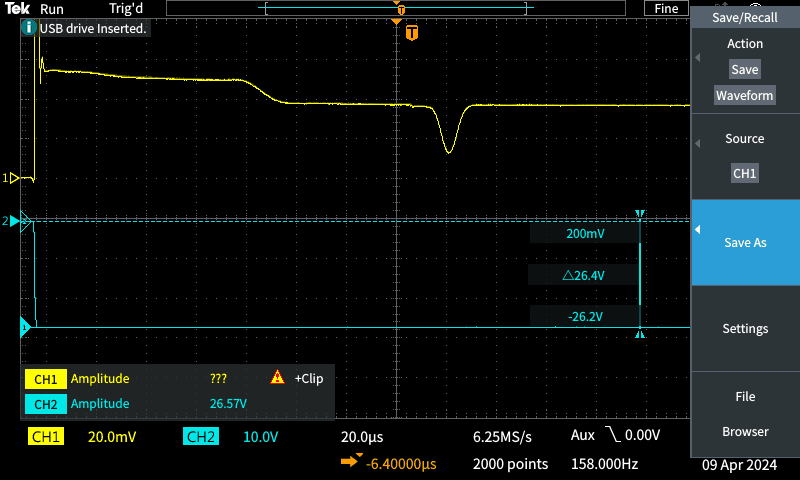 Tek Run Trig'd T Fine Save/Recall
i USB drive Inserted. T
Action
Save
Waveform
Source
CH1
1
2
200mV
△26.4V
-26.2V
Save As
1
Settings
CH1 Amplitude ??? ! +Clip
CH2 Amplitude 26.57V
File
Browser
CH1 20.0mV CH2 10.0V 20.0µs 6.25MS/s Aux 0.00V
-6.40000µs 2000 points 158.000Hz 09 Apr 2024